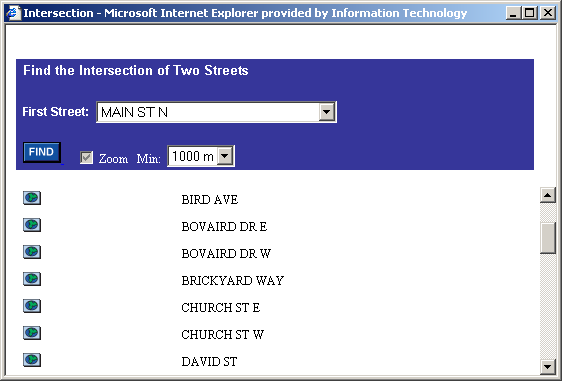 Intersection - Microsoft Internet Explorer provided by Information Technology
Find the Intersection of Two Streets
First Street: MAIN ST N
FIND Zoom Min: 1000 m
BIRD AVE
BOVAIRD DR E
BOVAIRD DR W
BRICKYARD WAY
CHURCH ST E
CHURCH ST W
DAVID ST